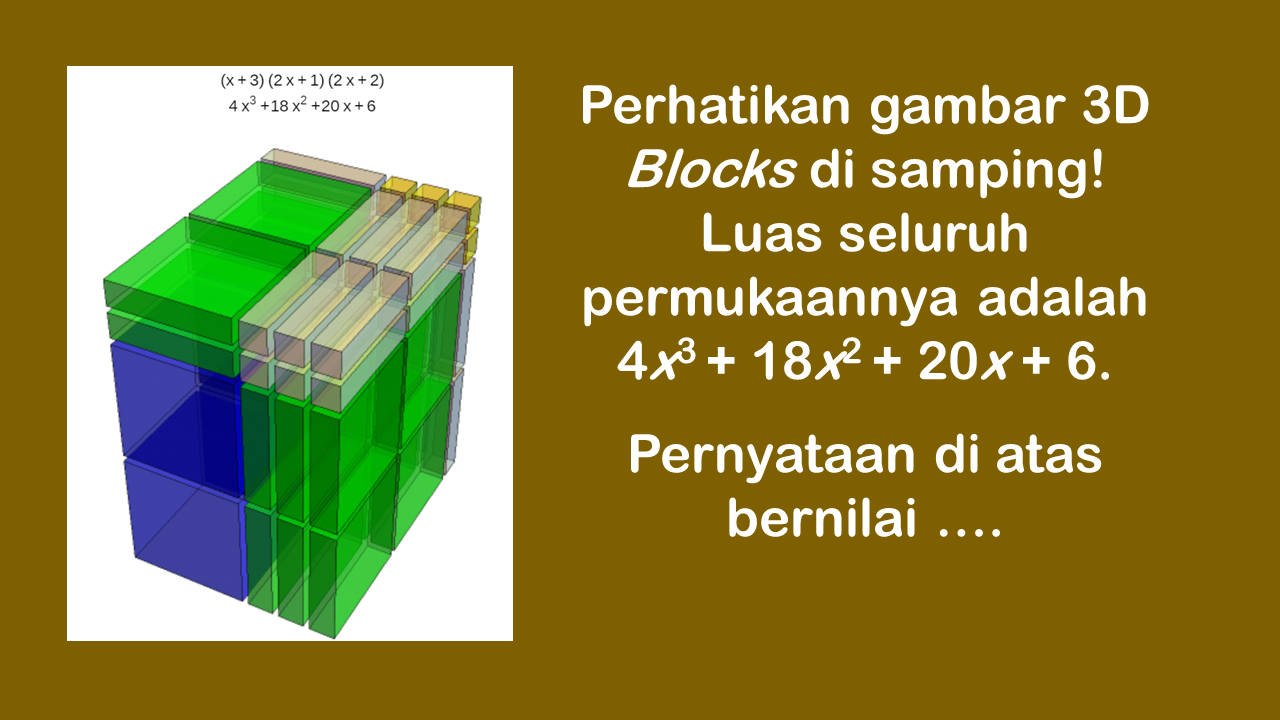 (x + 3) (2 x + 1) (2 x + 2)
4 x³ +18 x² +20 x + 6
Perhatikan gambar 3D
Blocks di samping!
Luas seluruh
permukaannya adalah
4x³ + 18x² + 20x + 6.
Pernyataan di atas
bernilai ….